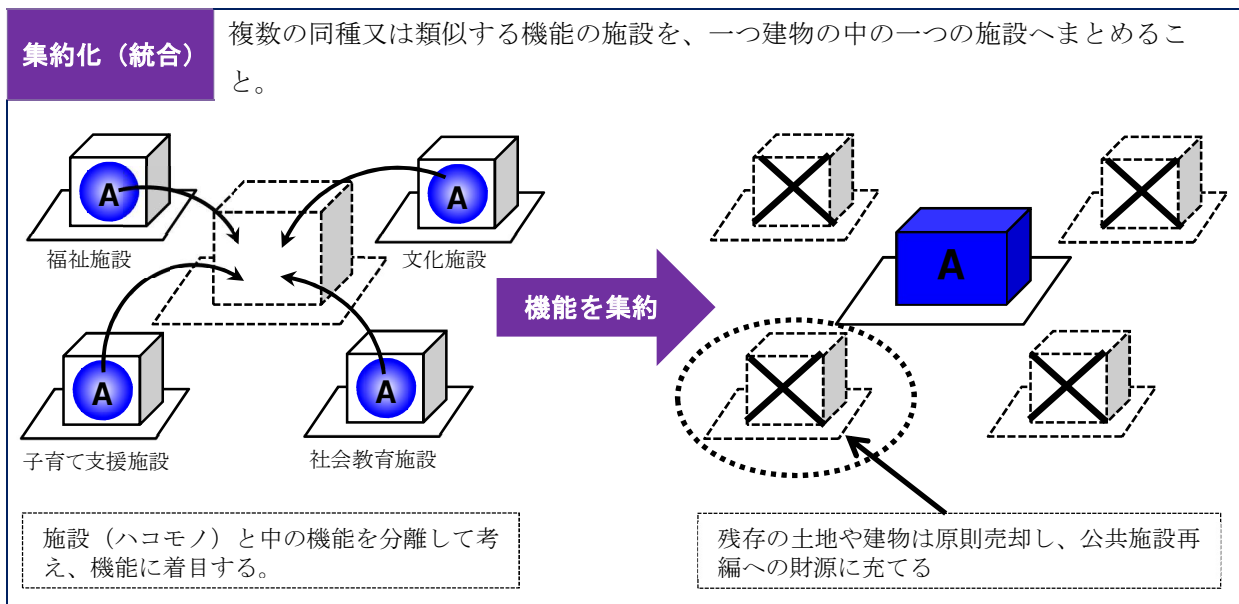 集約化（統合）
複数の同種又は類似する機能の施設を、一つ建物の中の一つの施設へまとめるこ
と。
A
福祉施設
A
文化施設
A
子育て支援施設
A
社会教育施設
機能を集約
A
施設（ハコモノ）と中の機能を分離して考
え、機能に着目する。
残存の土地や建物は原則売却し、公共施設再
編への財源に充てる